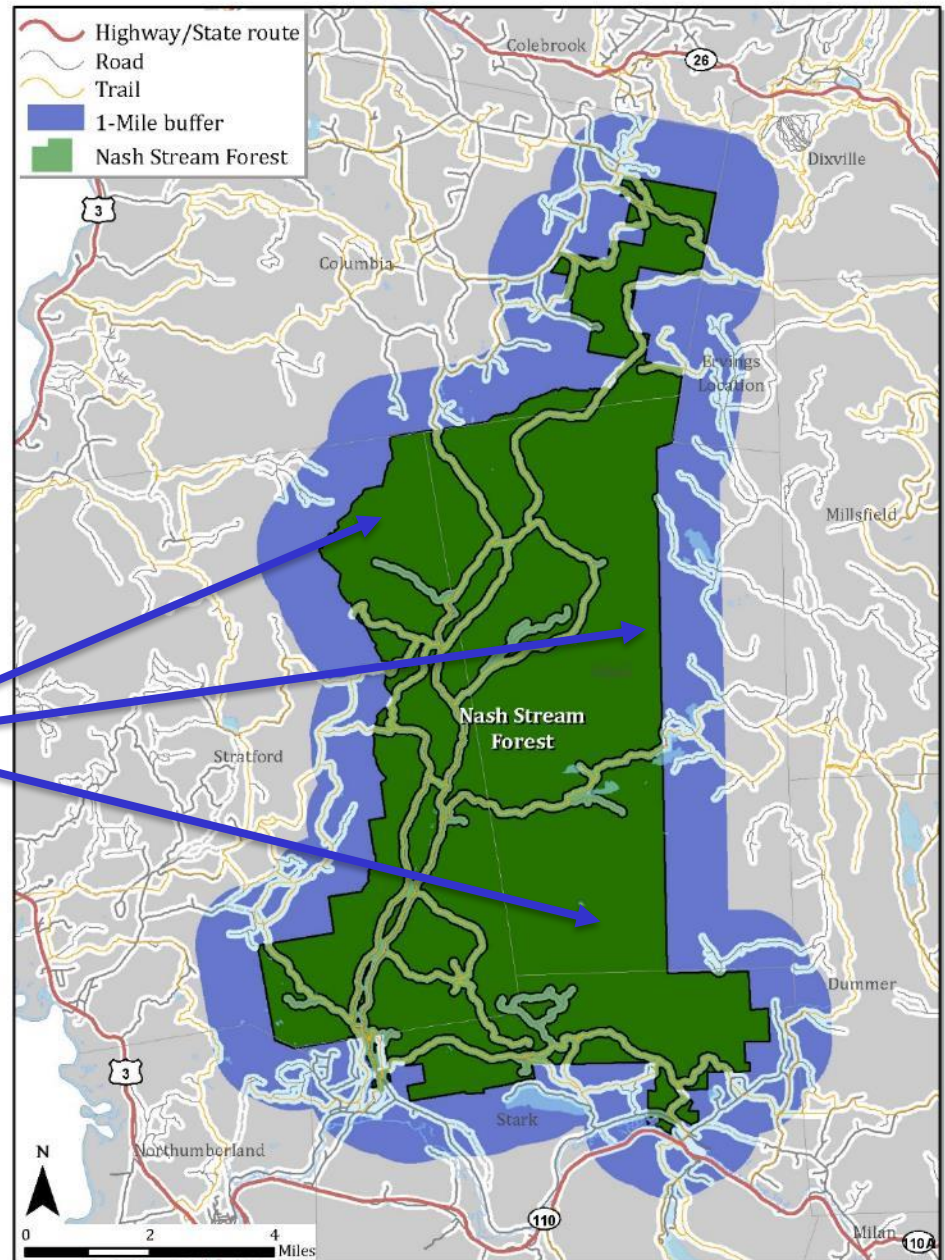 Highway/State route
Road
Trail
1-Mile buffer
Nash Stream Forest
Colebrook
26
Dixville
3
Columbia
Ervings
Location
Millsfield
Nash Stream
Forest
Stratford
Dummer
3
Stark
Northumberland
N
110
Milan
110A
0 2 4
Miles